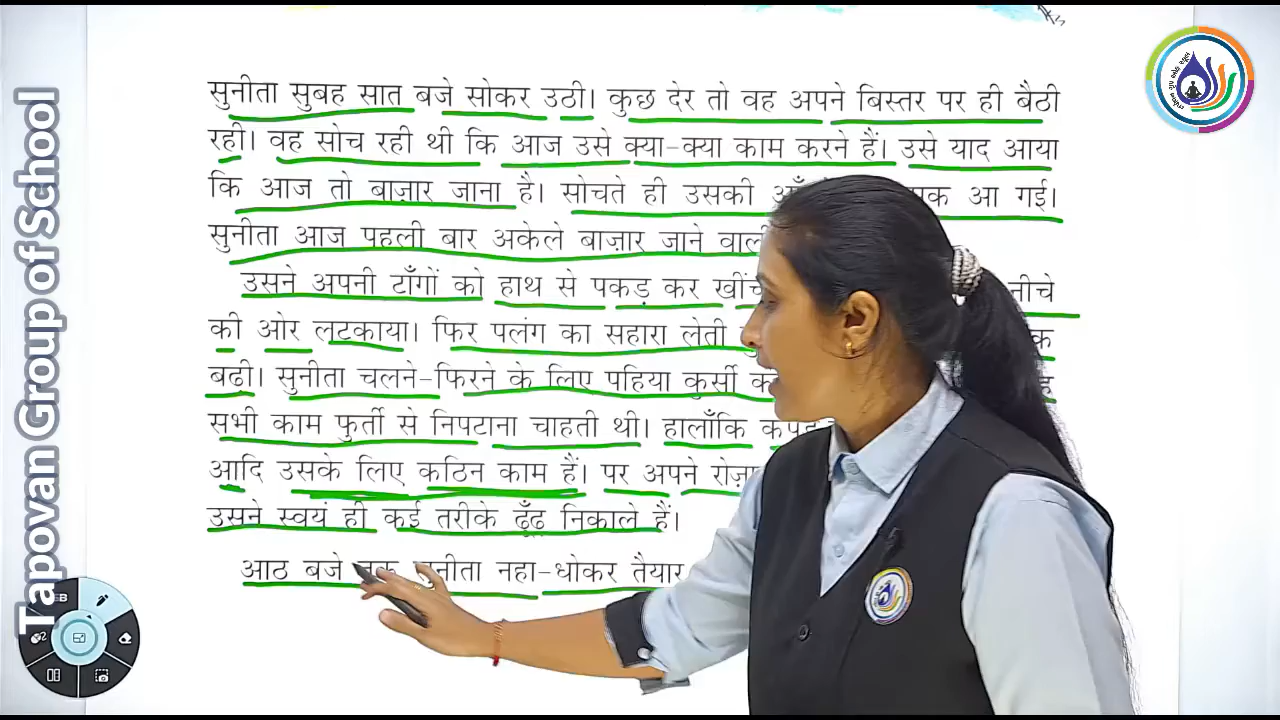 सुनीता सुबह सात बजे सोकर उठी। कुछ देर तो वह अपने बिस्तर पर ही बैठी
रही। वह सोच रही थी कि आज उसे क्या-क्या काम करने हैं। उसे याद आया
कि आज तो बाज़ार जाना है। सोचते ही उसकी आ गई।
सुनीता आज पहली बार अकेले बाज़ार जाने
उसने अपनी टाँगों को हाथ से पकड़ कर नीचे
की ओर लटकाया। फिर पलंग का सहारा लेती
बढ़ी। सुनीता चलने-फिरने के लिए पहिया कुर्सी
सभी काम फुर्ती से निपटाना चाहती थी। हालाँकि
आदि उसके लिए कठिन काम हैं। पर अपने
उसने स्वयं ही कई तरीके ढूँढ़ निकाले हैं।
आठ बजे तक सुनीता नहा-धोकर तैयार
Tapovan Group of School